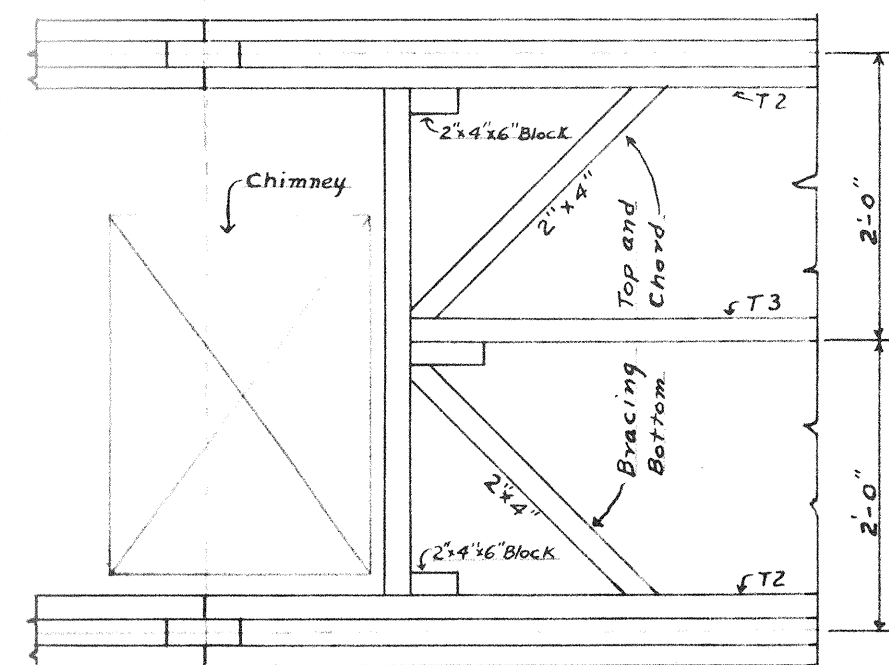 T2
2"x4"x6" Block
Chimney
2" x 4"
Top and
Chord
2'-0"
T3
Bracing
Bottom
2"x4"
2'-0"
2"x4"x6" Block
T2